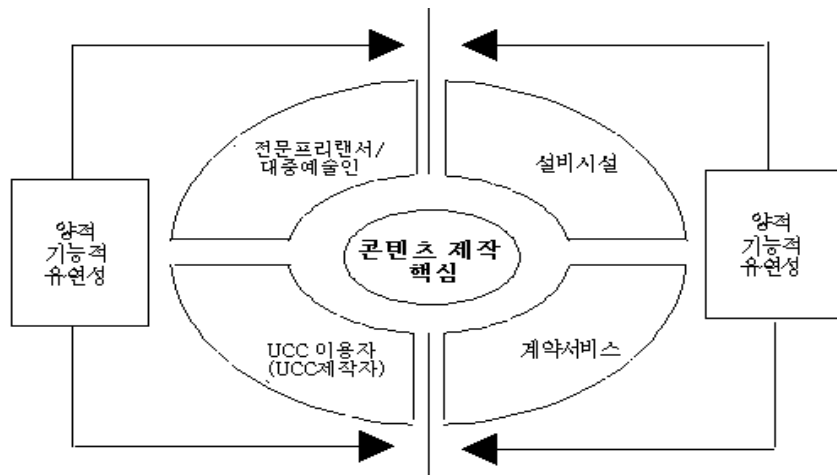 전문프리랜서/
대중예술인
설비시설
양적
기능적
유연성
콘텐츠 제작
핵심
양적
기능적
유연성
UCC 이용자
(UCC제작자)
계약서비스